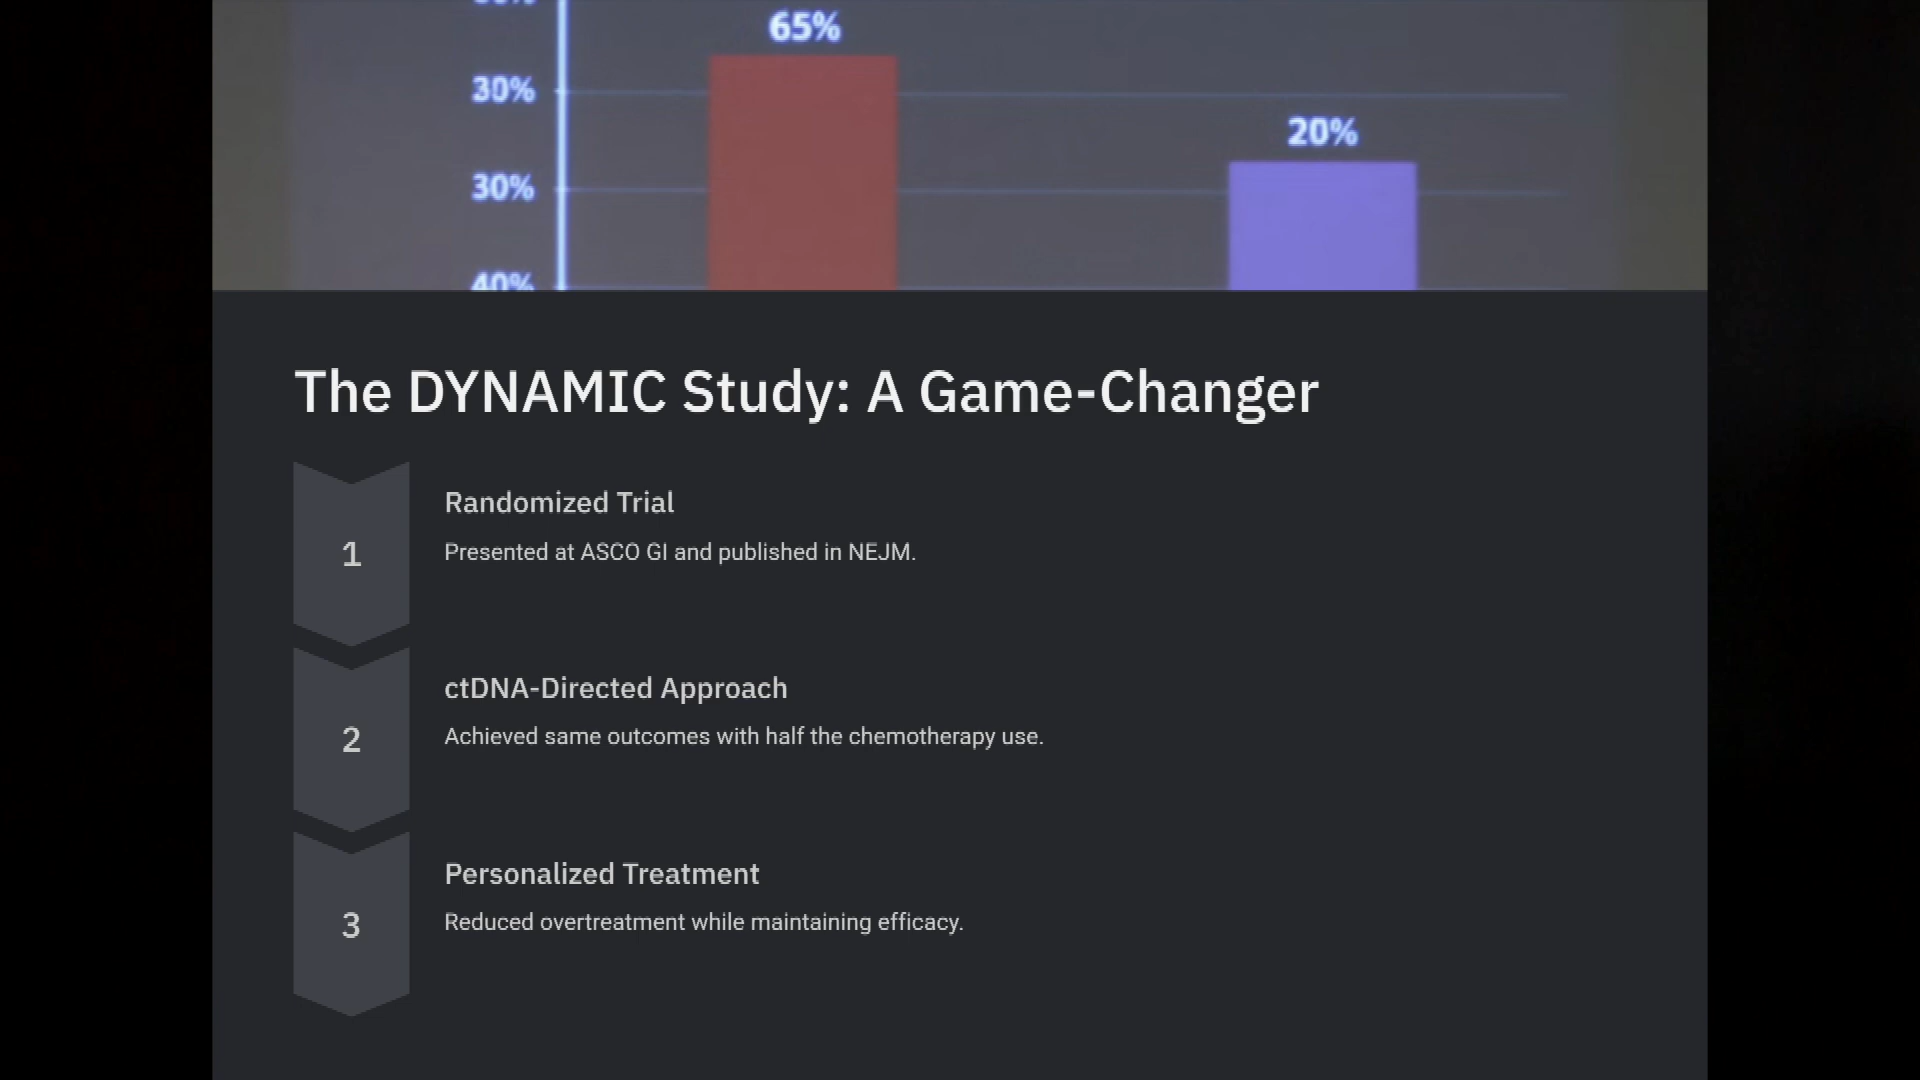 65%
30%
20%
30%
40%
The DYNAMIC Study: A Game-Changer
1
Randomized Trial
Presented at ASCO GI and published in NEJM.
2
ctDNA-Directed Approach
Achieved same outcomes with half the chemotherapy use.
3
Personalized Treatment
Reduced overtreatment while maintaining efficacy.